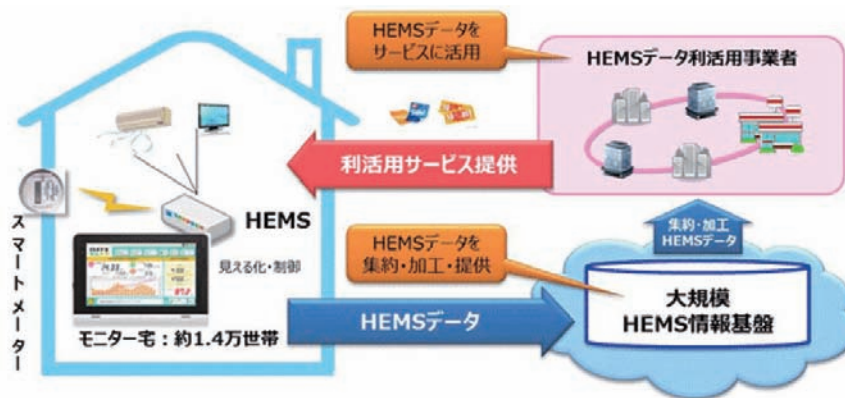 HEMSデータを
サービスに活用
HEMSデータ利活用事業者
利活用サービス提供
スマートメーター
HEMS
見える化・制御
モニター宅：約1.4万世帯
HEMSデータを
集約・加工・提供
集約・加工
HEMSデータ
HEMSデータ
大規模
HEMS情報基盤